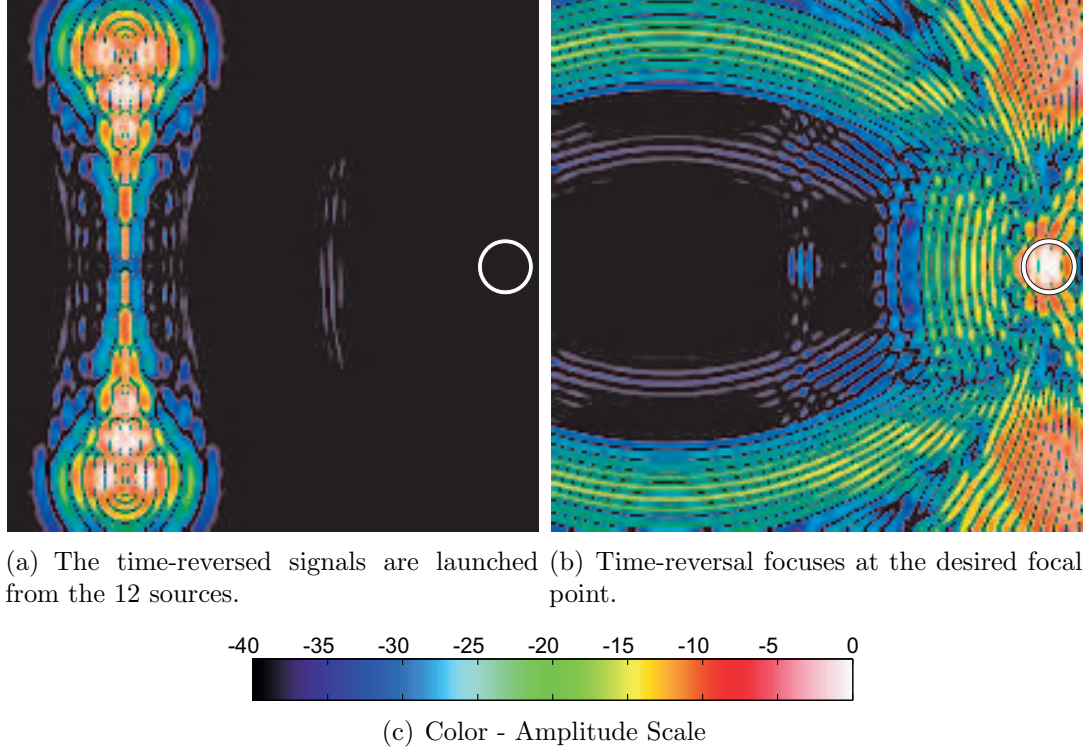 (a) The time-reversed signals are launched
from the 12 sources.
(b) Time-reversal focuses at the desired focal
point.
-40 -35 -30 -25 -20 -15 -10 -5 0
(c) Color - Amplitude Scale